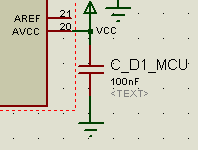 AREF 21
AVCC 20
VCC
C_D1_MCU
100nF
<TEXT>